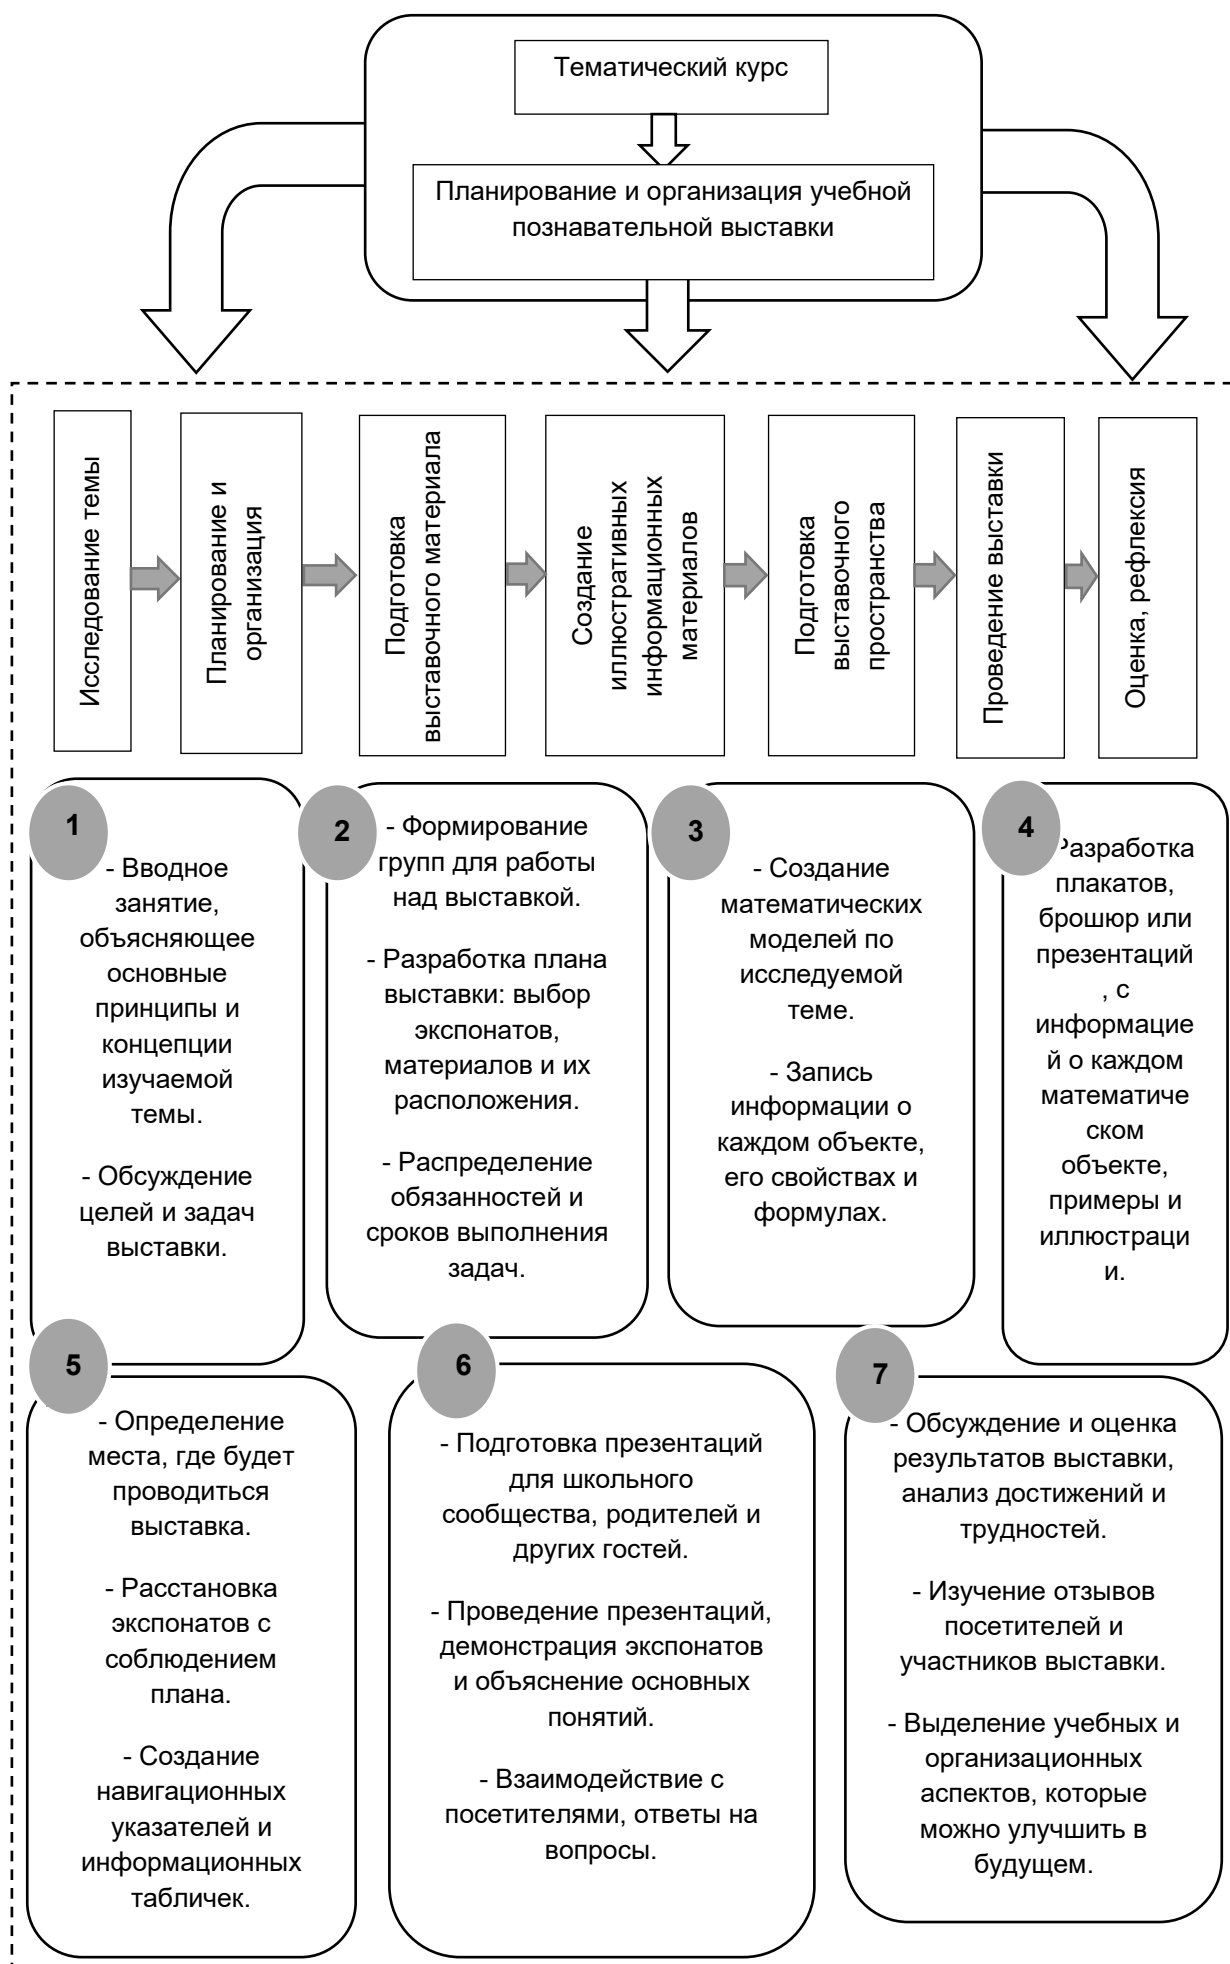 Тематический курс
Планирование и организация учебной
познавательной выставки
Исследование темы
Планирование и
организация
Подготовка
выставочного материала
Создание
иллюстративных
информационных
материалов
Подготовка
выставочного
пространства
Проведение выставки
Оценка, рефлексия
1
- Вводное
занятие,
объясняющее
основные
принципы и
концепции
изучаемой
темы.
- Обсуждение
целей и задач
выставки.
2
- Формирование
групп для работы
над выставкой.
- Разработка плана
выставки: выбор
экспонатов,
материалов и их
расположения.
- Распределение
обязанностей и
сроков выполнения
задач.
3
- Создание
математических
моделей по
исследуемой
теме.
- Запись
информации о
каждом объекте,
его свойствах и
формулах.
4
Разработка
плакатов,
брошюр или
презентаций
, с
информацие
й о каждом
математиче
ском
объекте,
примеры и
иллюстраци
и.
5
- Определение
места, где будет
проводиться
выставка.
- Расстановка
экспонатов с
соблюдением
плана.
- Создание
навигационных
указателей и
информационных
табличек.
6
- Подготовка презентаций
для школьного
сообщества, родителей и
других гостей.
- Проведение презентаций,
демонстрация экспонатов
и объяснение основных
понятий.
- Взаимодействие с
посетителями, ответы на
вопросы.
7
- Обсуждение и оценка
результатов выставки,
анализ достижений и
трудностей.
- Изучение отзывов
посетителей и
участников выставки.
- Выделение учебных и
организационных
аспектов, которые
можно улучшить в
будущем.